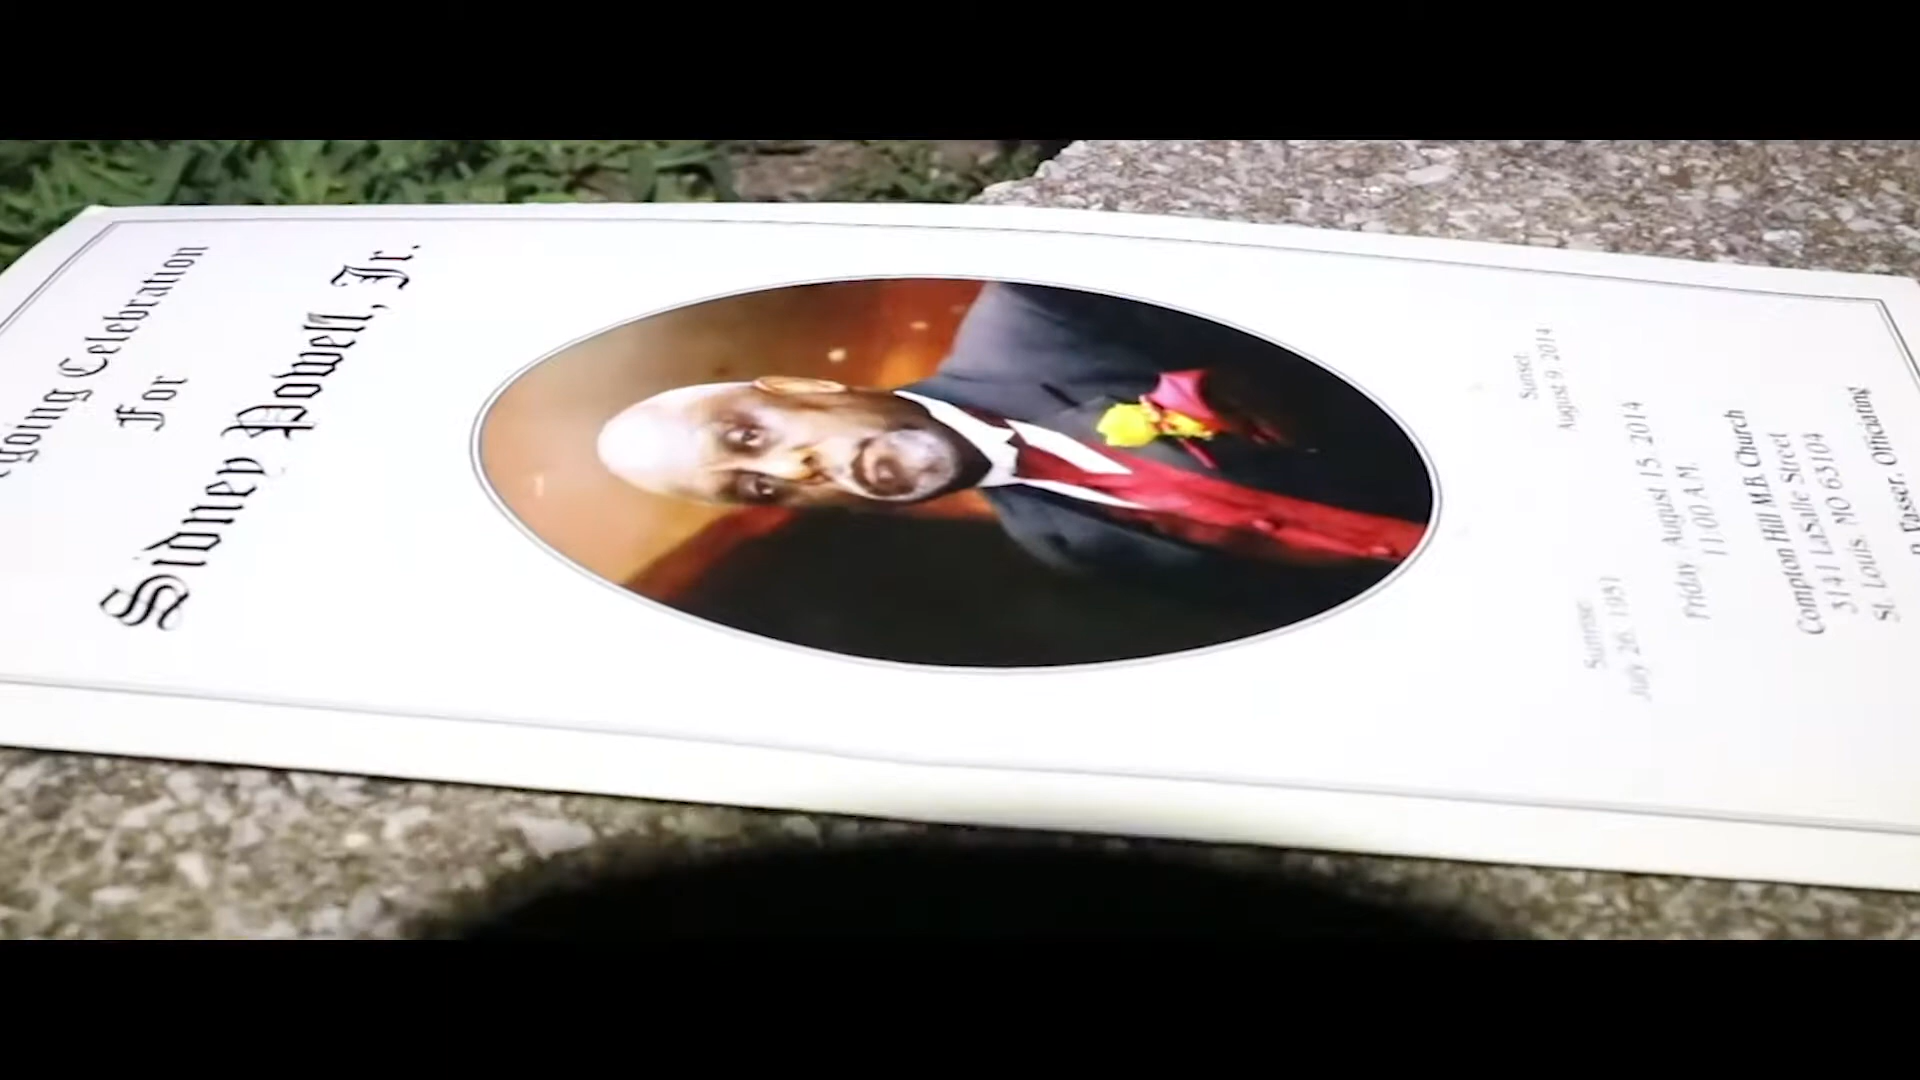 Celebration
For
Sidney Powell, Jr.
Sunrise:
July 26, 1951
Sunset:
August 9, 2014
Friday, August 15, 2014
11:00 A.M.
Compton Hill M.B. Church
3141 LaSalle Street
St. Louis, MO 63104
Vasser, Officiating